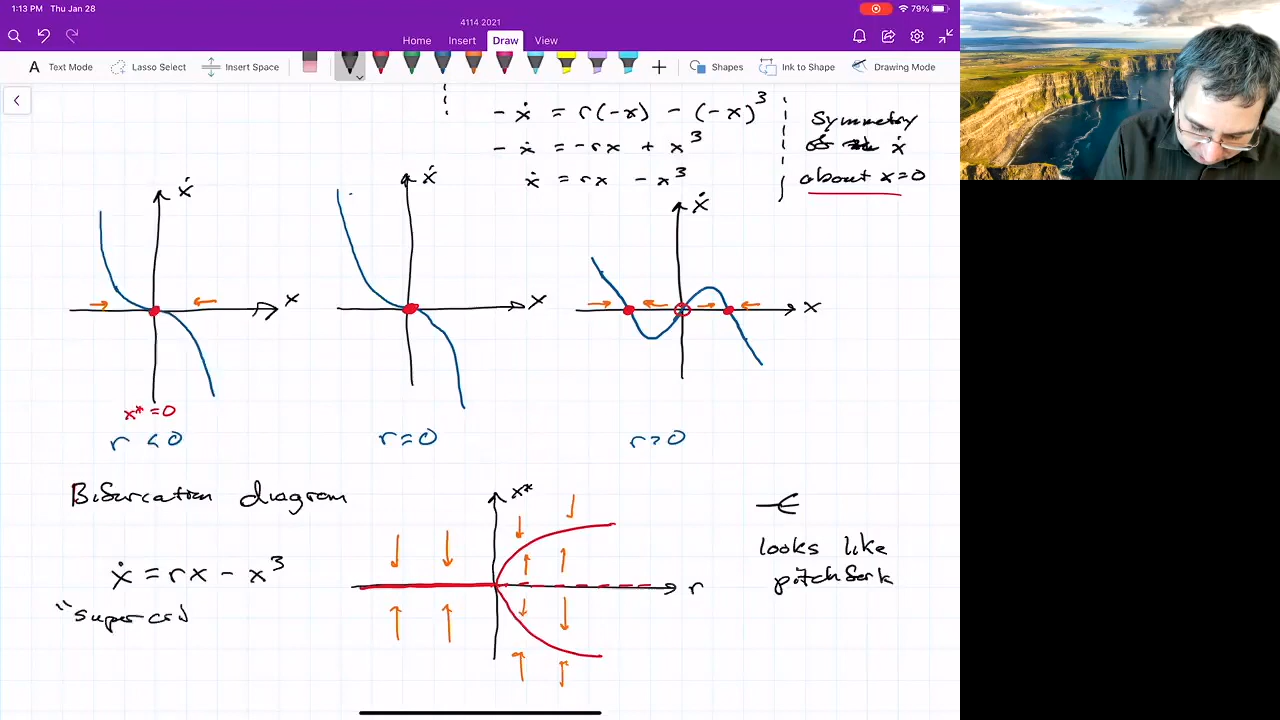 1:13 PM Thu Jan 28
79%
4114 2021
Home Insert Draw View
Text Mode Lasso Select Insert Space Shapes Ink to Shape Drawing Mode
- ẋ = r(-x) - (-x)³
- ẋ = -rx + x³
ẋ = rx - x³
Symmetry
of ẋ
about x=0
ẋ
x
x* = 0
r < 0
ẋ
x
r = 0
ẋ
x
r > 0
Bifurcation diagram
ẋ = rx - x³
"supercri
x*
r
looks like
pitchfork